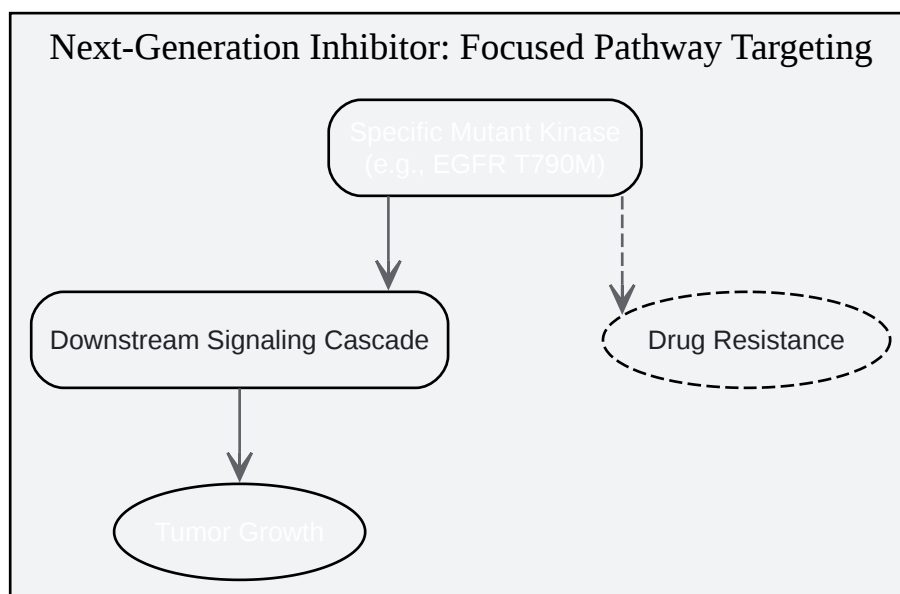 Next-Generation Inhibitor: Focused Pathway Targeting
Specific Mutant Kinase
(e.g., EGFR T790M)
Downstream Signaling Cascade
Drug Resistance
Tumor Growth